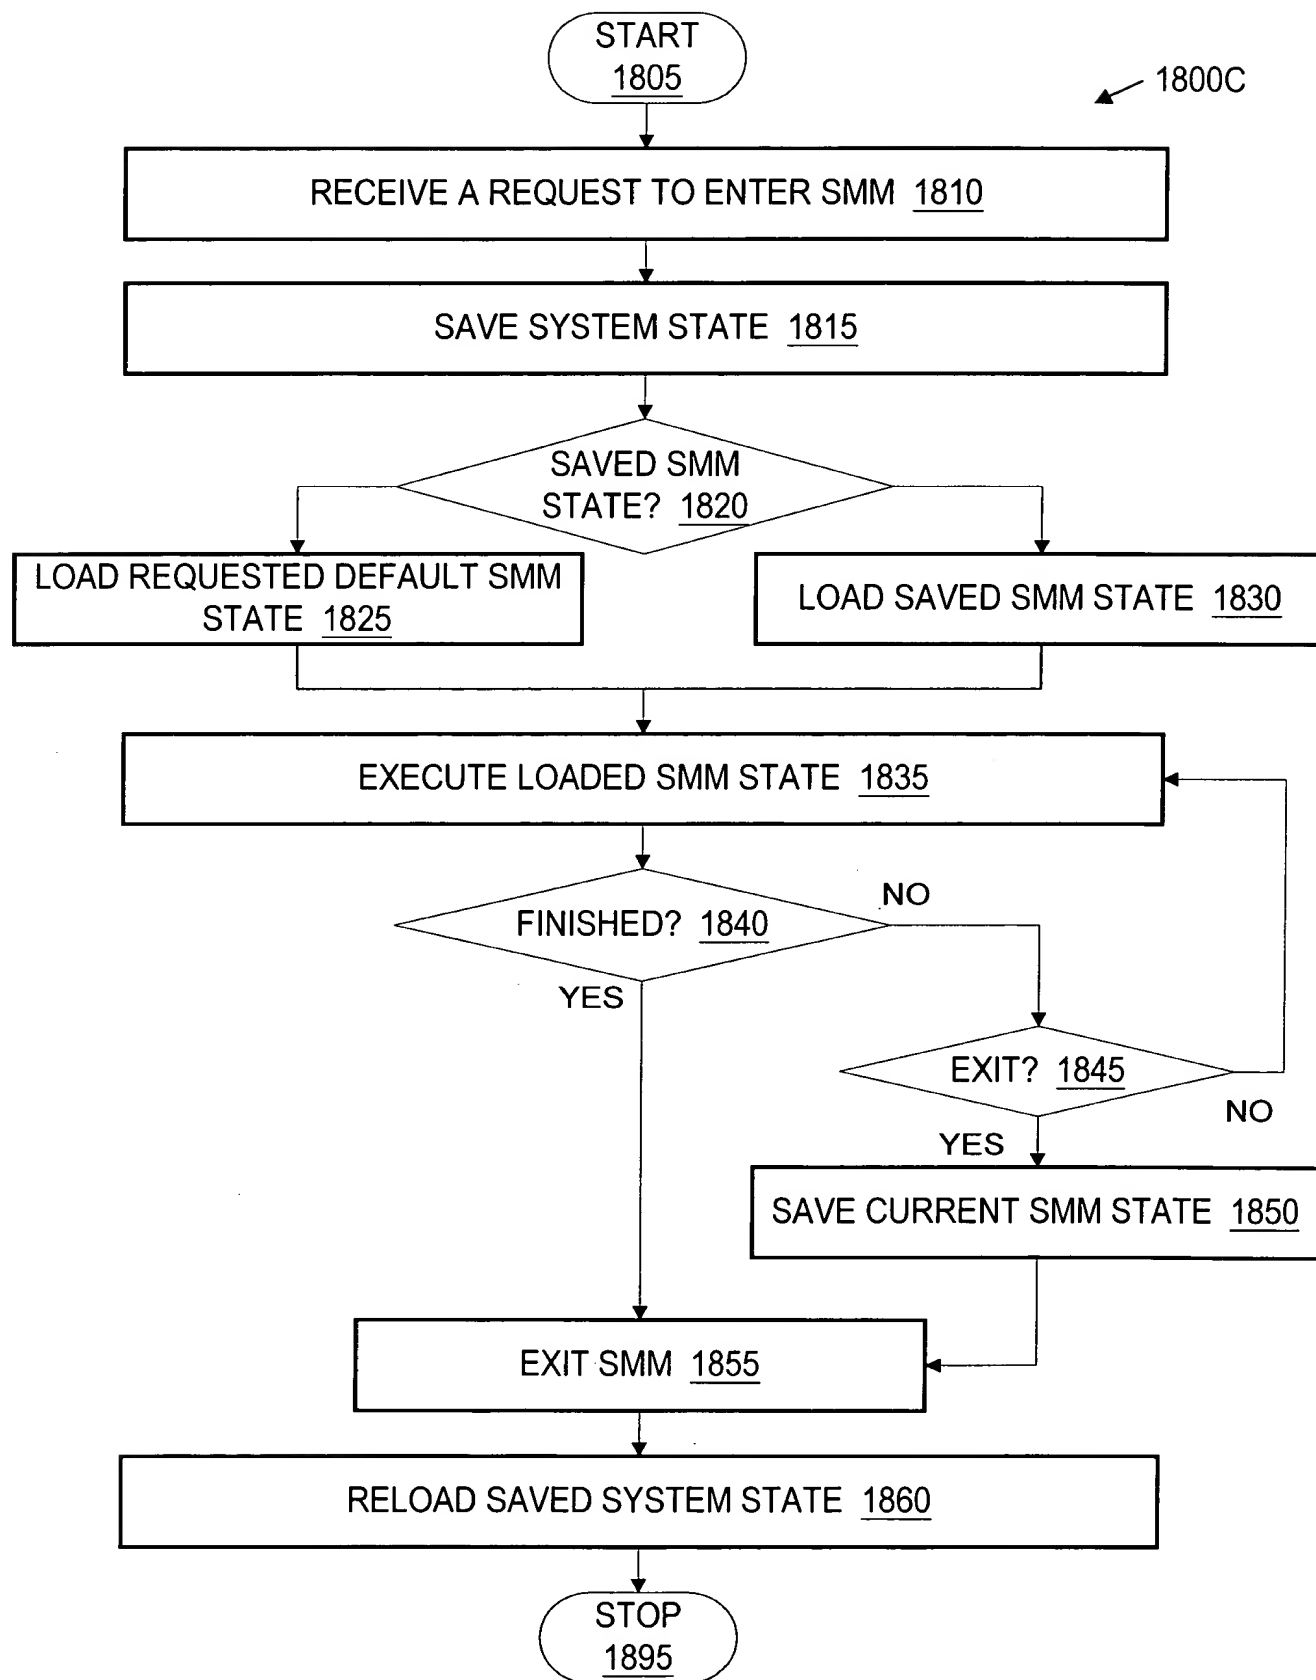 START
1805
1800C
RECEIVE A REQUEST TO ENTER SMM 1810
SAVE SYSTEM STATE 1815
SAVED SMM
STATE? 1820
LOAD REQUESTED DEFAULT SMM
STATE 1825
LOAD SAVED SMM STATE 1830
EXECUTE LOADED SMM STATE 1835
FINISHED? 1840
NO
YES
EXIT? 1845
NO
YES
SAVE CURRENT SMM STATE 1850
EXIT SMM 1855
RELOAD SAVED SYSTEM STATE 1860
STOP
1895